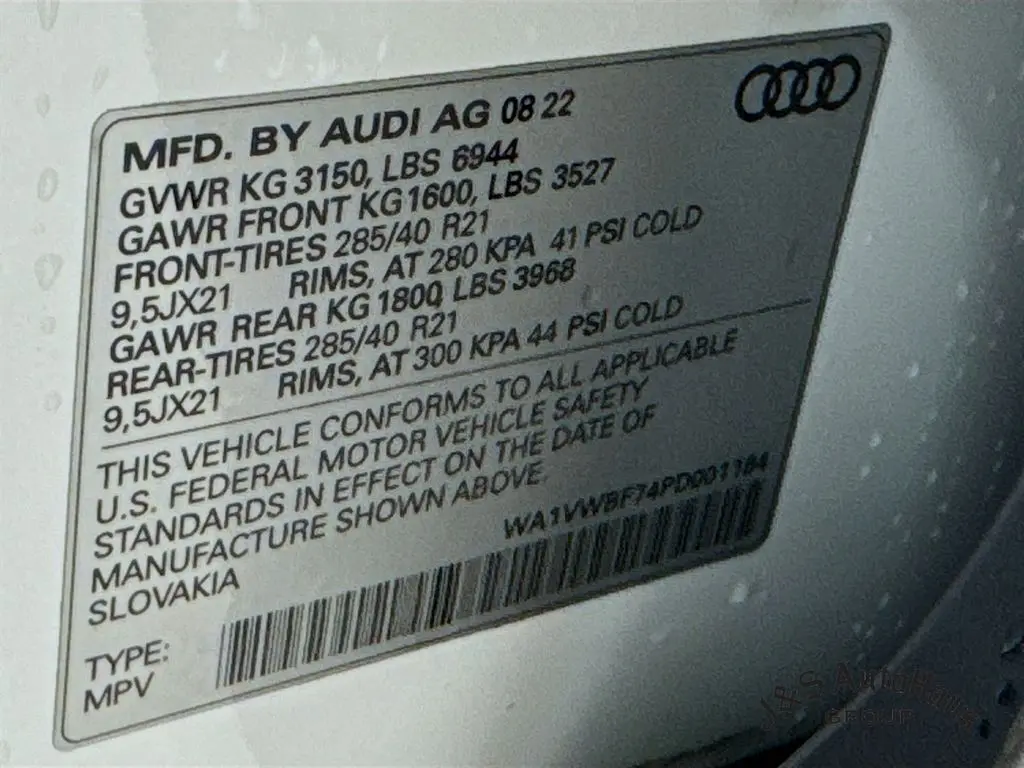 MFD. BY AUDI AG 08 22
GVWR KG 3150, LBS 6944
GAWR FRONT KG1600, LBS 3527
FRONT-TIRES 285/40 R21
9,5JX21 RIMS, AT 280 KPA 41 PSI COLD
GAWR REAR KG 1800, LBS 3968
REAR-TIRES 285/40 R21
9,5JX21 RIMS, AT 300 KPA 44 PSI COLD
THIS VEHICLE CONFORMS TO ALL APPLICABLE
U.S. FEDERAL MOTOR VEHICLE SAFETY
STANDARDS IN EFFECT ON THE DATE OF
MANUFACTURE SHOWN ABOVE.
SLOVAKIA
WA1VWBF74PD001184
TYPE:
MPV
GROUP